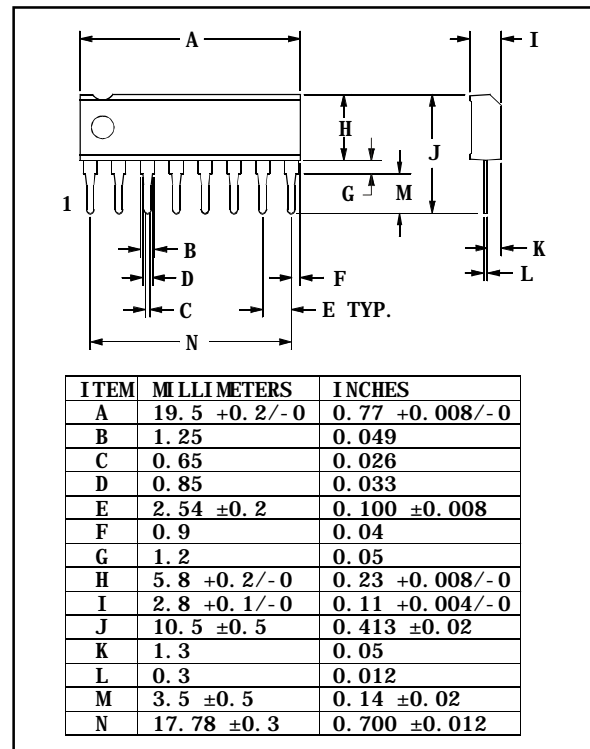 A
I
H
J
G
M
1
K
B
L
D
F
C
E TYP.
N
ITEM MILLIMETERS INCHES
A 19.5 +0.2/-0 0.77 +0.008/-0
B 1.25 0.049
C 0.65 0.026
D 0.85 0.033
E 2.54 ±0.2 0.100 ±0.008
F 0.9 0.04
G 1.2 0.05
H 5.8 +0.2/-0 0.23 +0.008/-0
I 2.8 +0.1/-0 0.11 +0.004/-0
J 10.5 ±0.5 0.413 ±0.02
K 1.3 0.05
L 0.3 0.012
M 3.5 ±0.5 0.14 ±0.02
N 17.78 ±0.3 0.700 ±0.012